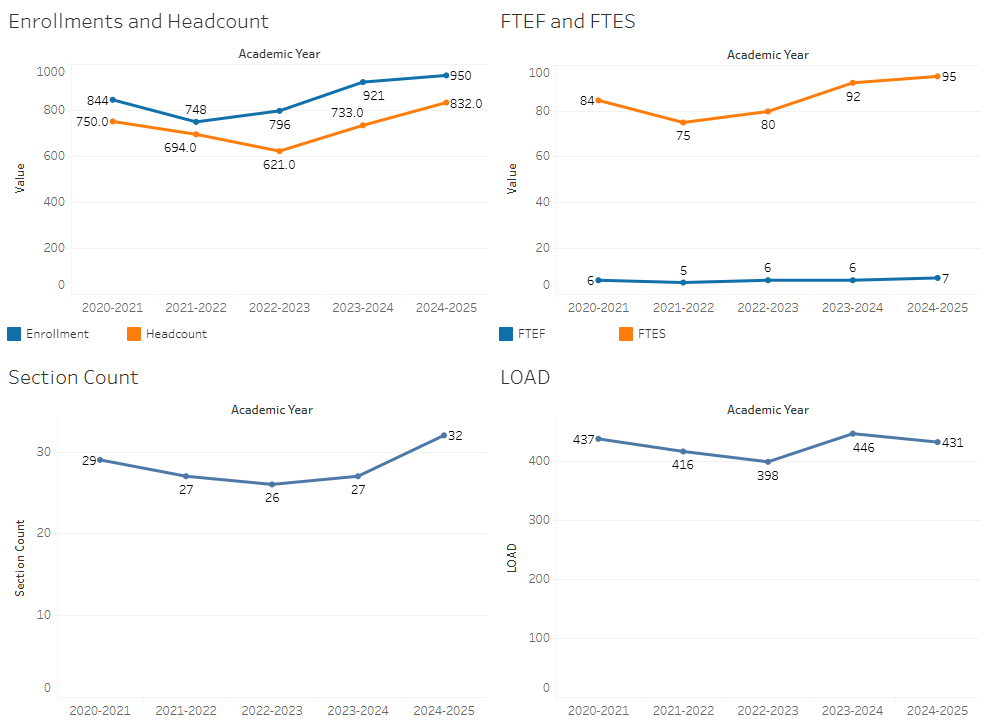 Enrollments and Headcount
Academic Year
1000
800
600
400
200
0
Value
844
748
796
921
950
750.0
694.0
621.0
733.0
832.0
2020-2021 2021-2022 2022-2023 2023-2024 2024-2025
Enrollment Headcount
FTEF and FTES
Academic Year
100
80
60
40
20
0
Value
84
75
80
92
95
6
5
6
6
7
2020-2021 2021-2022 2022-2023 2023-2024 2024-2025
FTEF FTES
Section Count
Academic Year
30
20
10
0
Section Count
29
27
26
27
32
2020-2021 2021-2022 2022-2023 2023-2024 2024-2025
LOAD
Academic Year
400
300
200
100
0
LOAD
437
416
398
446
431
2020-2021 2021-2022 2022-2023 2023-2024 2024-2025